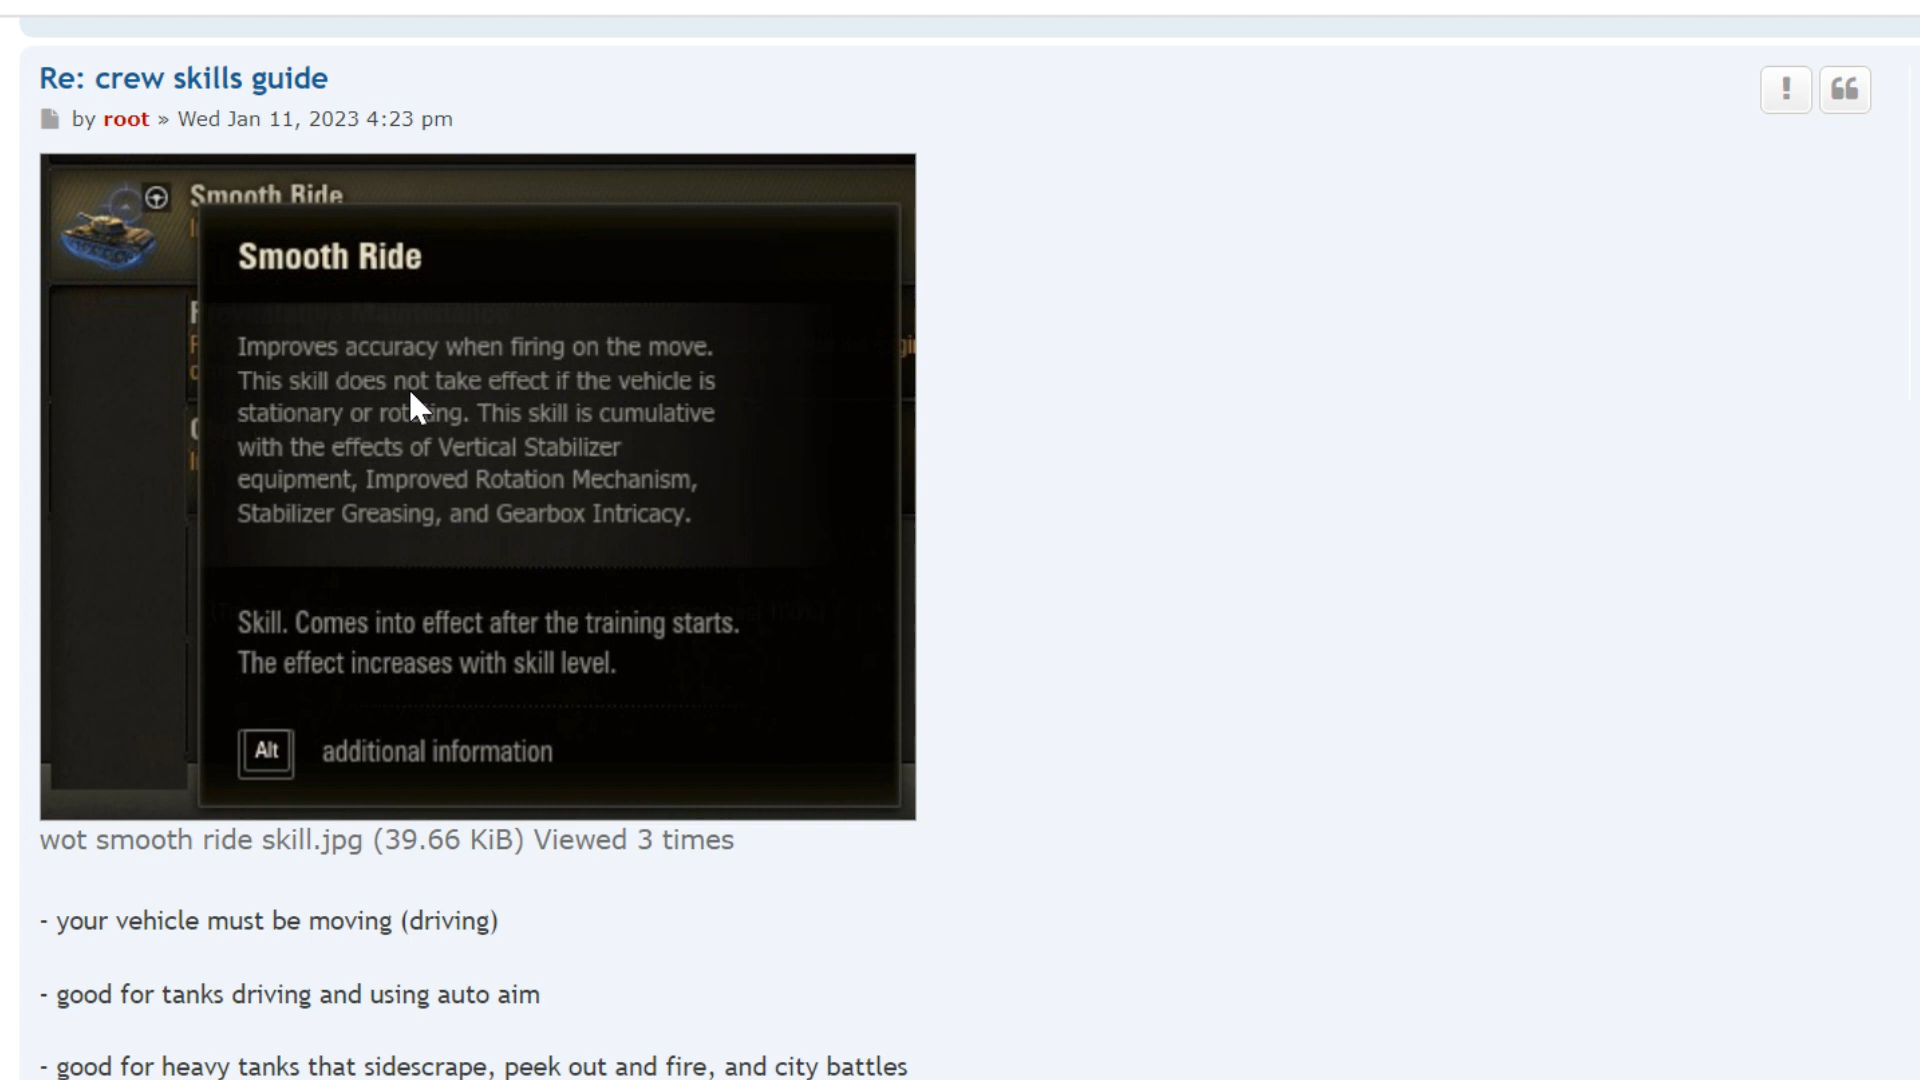 Re: crew skills guide
by root » Wed Jan 11, 2023 4:23 pm
Smooth Ride
Smooth Ride
Improves accuracy when firing on the move.
This skill does not take effect if the vehicle is
stationary or rotating. This skill is cumulative
with the effects of Vertical Stabilizer
equipment, Improved Rotation Mechanism,
Stabilizer Greasing, and Gearbox Intricacy.
Skill. Comes into effect after the training starts.
The effect increases with skill level.
Alt additional information
wot smooth ride skill.jpg (39.66 KiB) Viewed 3 times
- your vehicle must be moving (driving)
- good for tanks driving and using auto aim
- good for heavy tanks that sidescrape, peek out and fire, and city battles